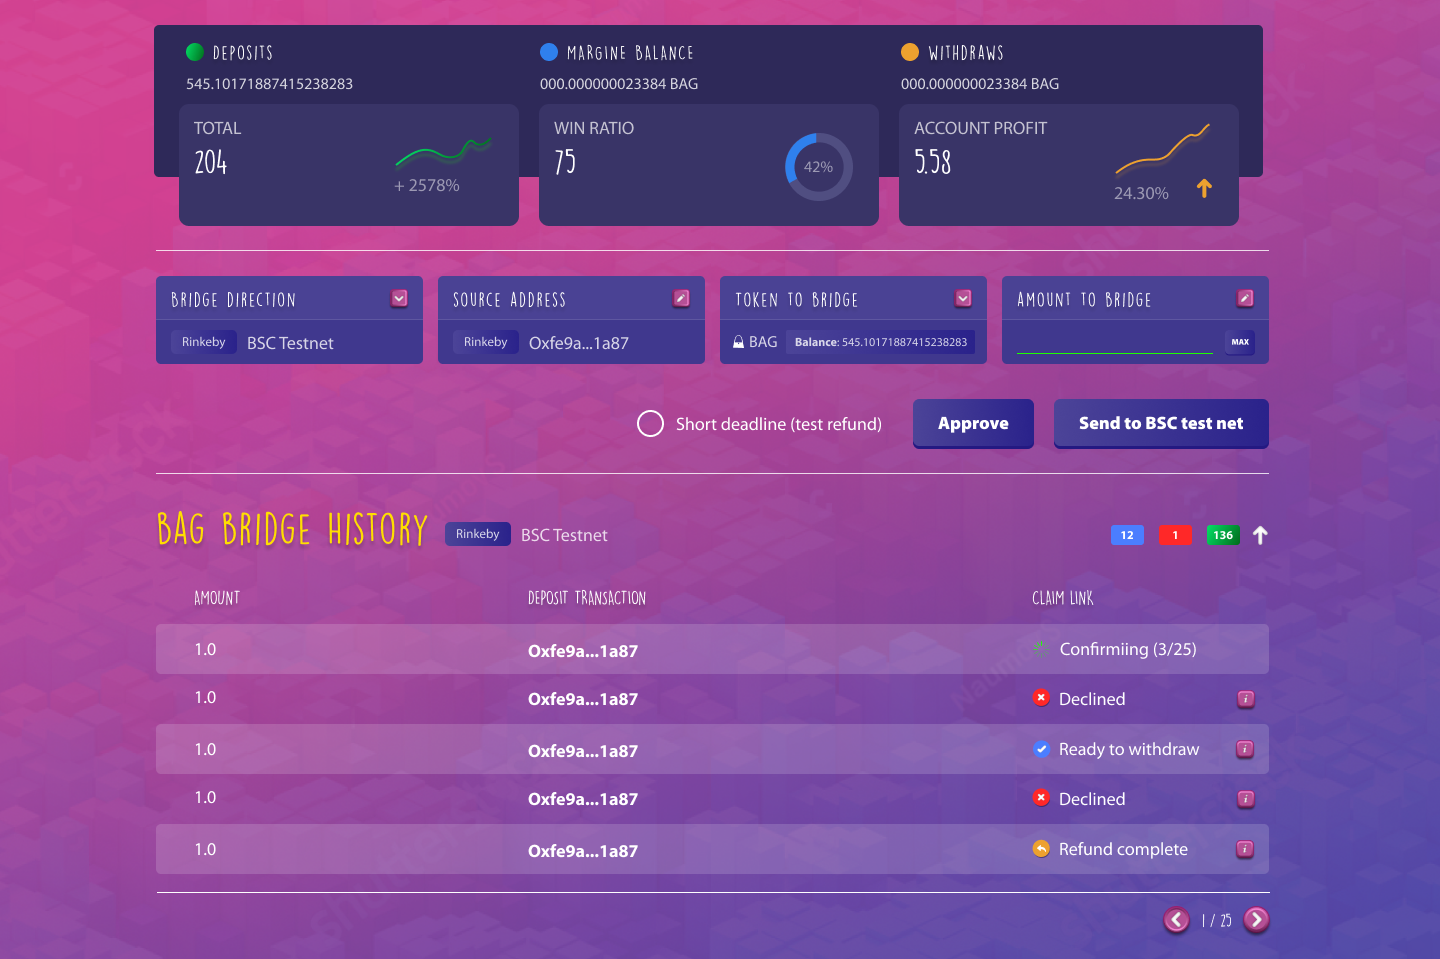 DEPOSITS
545.10171887415238283
MARGINE BALANCE
000.000000023384 BAG
WITHDRAWS
000.000000023384 BAG
TOTAL
204
+ 2578%
WIN RATIO
75
42%
ACCOUNT PROFIT
5.58
24.30%
BRIDGE DIRECTION
Rinkeby BSC Testnet
SOURCE ADDRESS
Rinkeby Oxfe9a...1a87
TOKEN TO BRIDGE
BAG Balance: 545.10171887415238283
AMOUNT TO BRIDGE
MAX
Short deadline (test refund)
Approve
Send to BSC test net
BAG BRIDGE HISTORY Rinkeby BSC Testnet
12 1 136
AMOUNT DEPOSIT TRANSACTION CLAIM LINK
1.0 Oxfe9a...1a87 Confirmiing (3/25)
1.0 Oxfe9a...1a87 Declined i
1.0 Oxfe9a...1a87 Ready to withdraw i
1.0 Oxfe9a...1a87 Declined i
1.0 Oxfe9a...1a87 Refund complete i
1 / 25